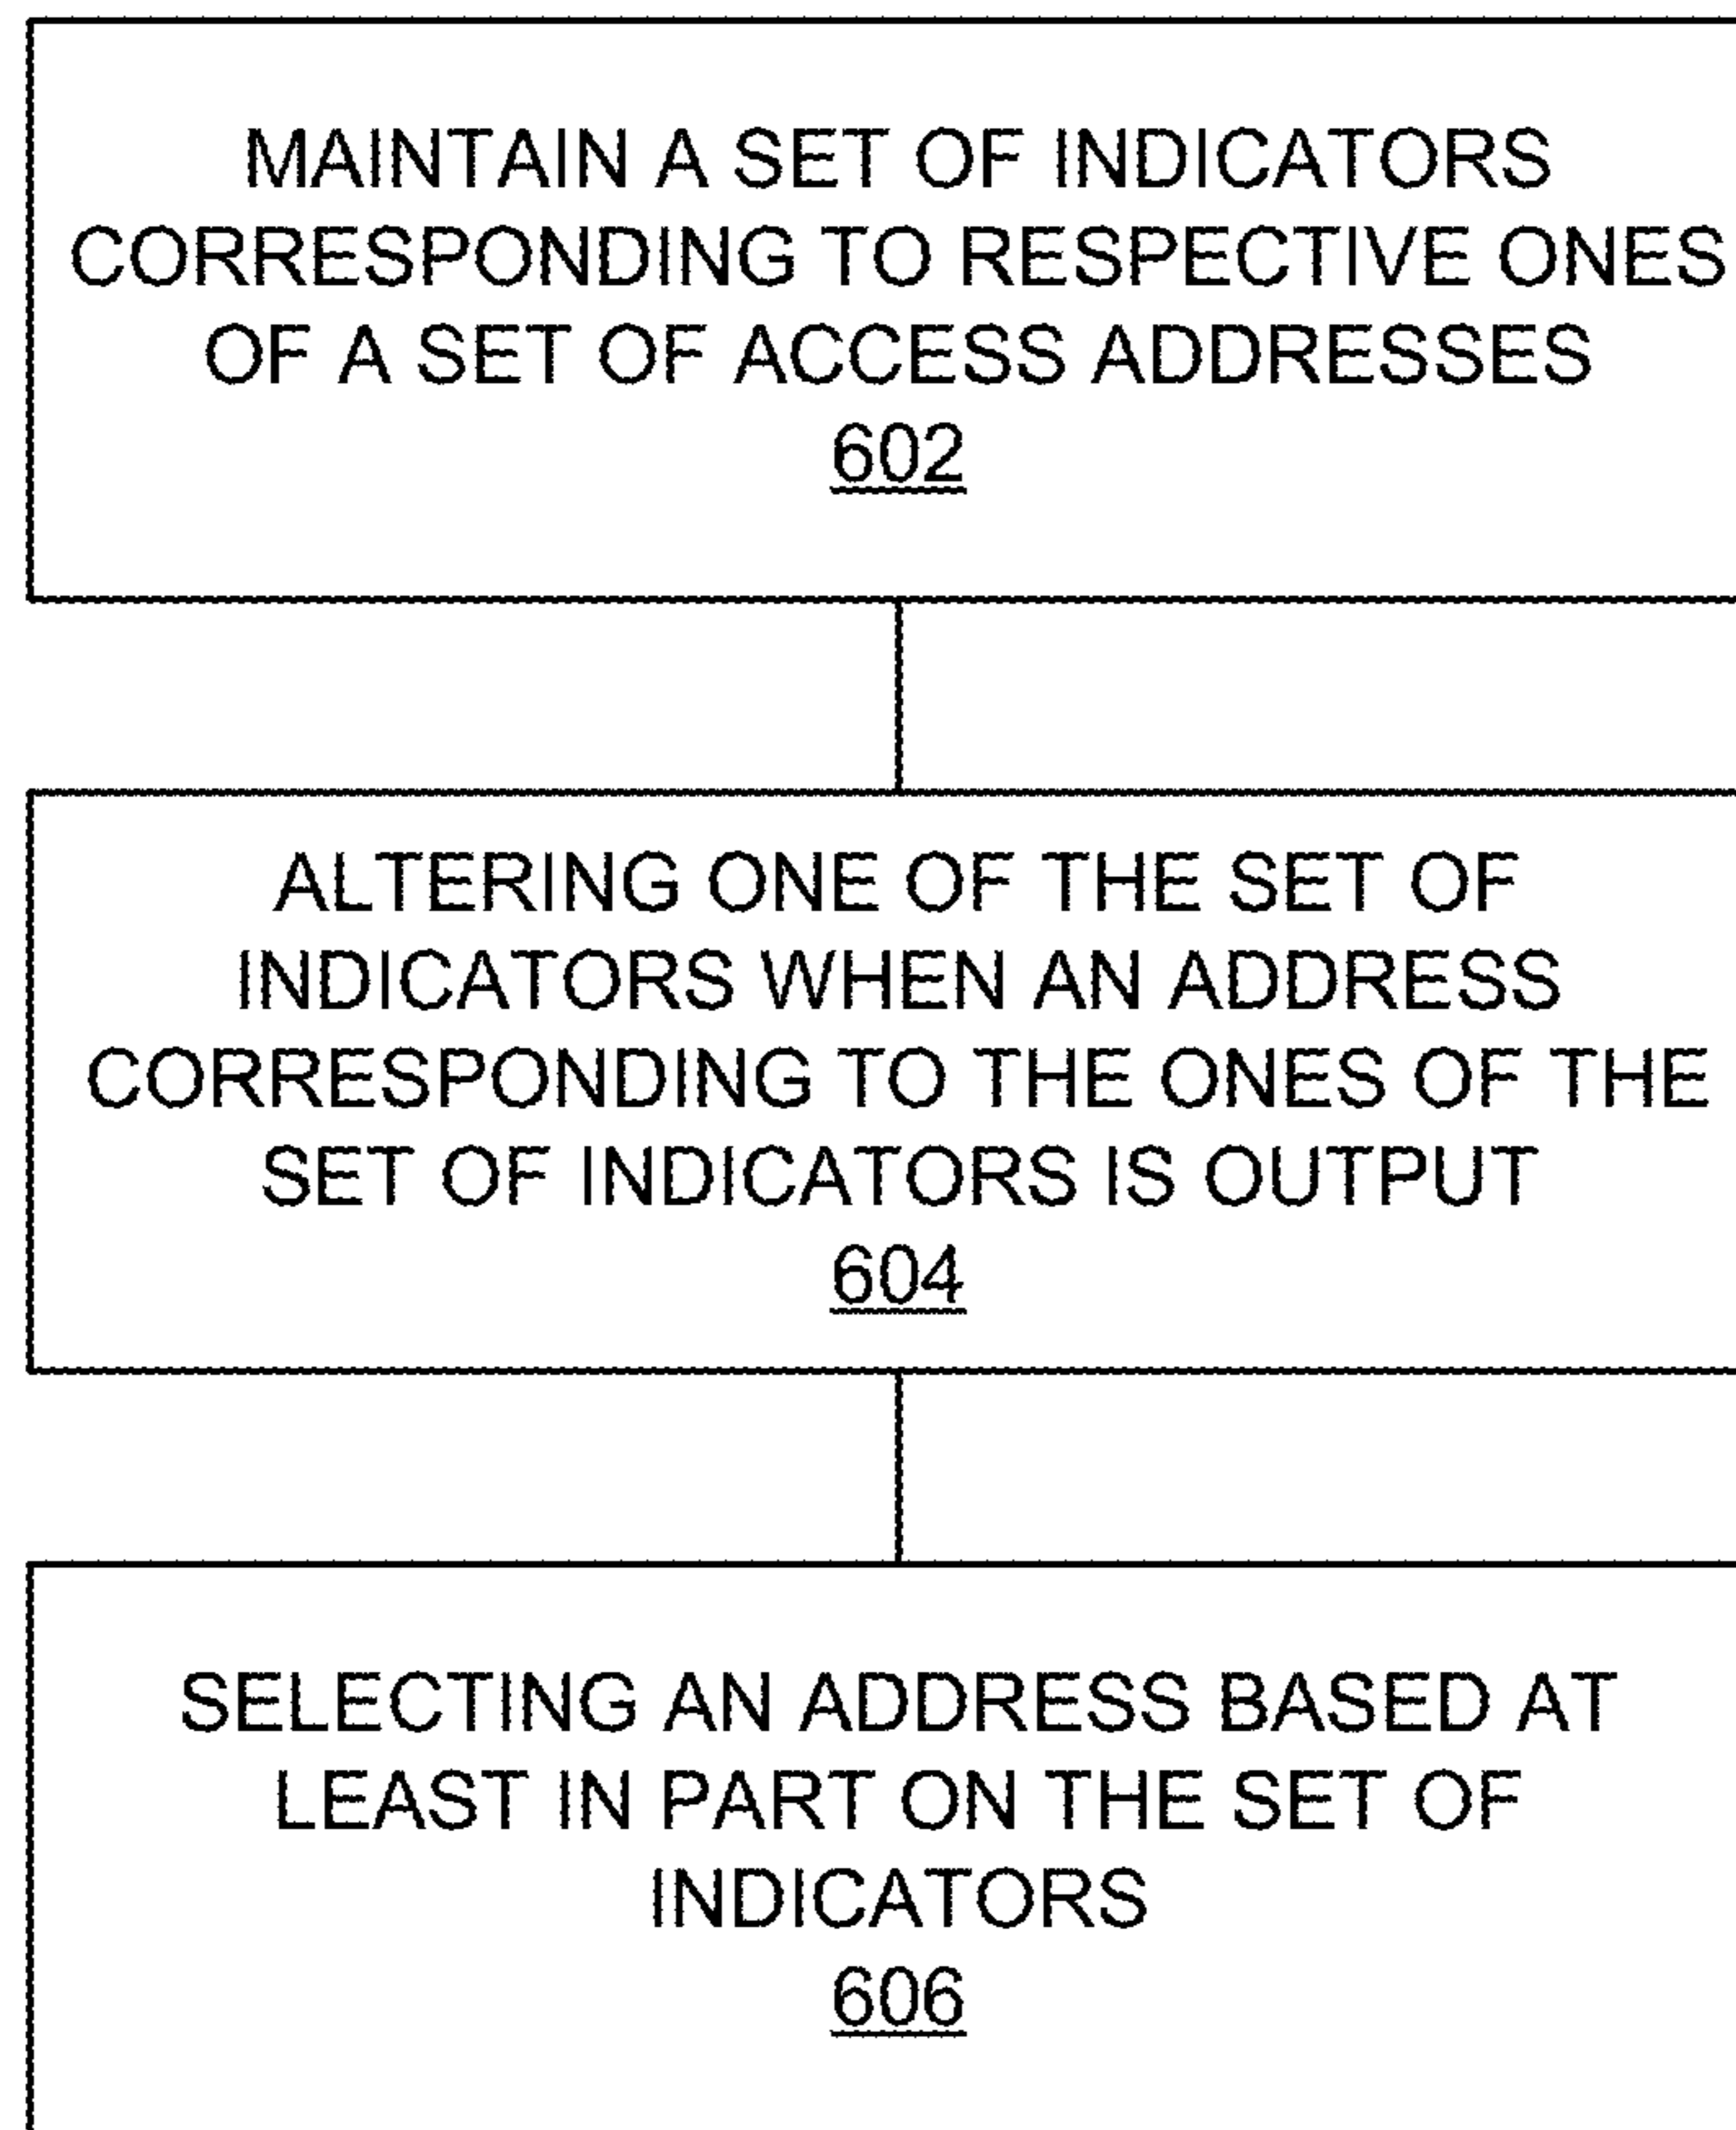 MAINTAIN A SET OF INDICATORS
CORRESPONDING TO RESPECTIVE ONES
OF A SET OF ACCESS ADDRESSES
602
ALTERING ONE OF THE SET OF
INDICATORS WHEN AN ADDRESS
CORRESPONDING TO THE ONES OF THE
SET OF INDICATORS IS OUTPUT
604
SELECTING AN ADDRESS BASED AT
LEAST IN PART ON THE SET OF
INDICATORS
606